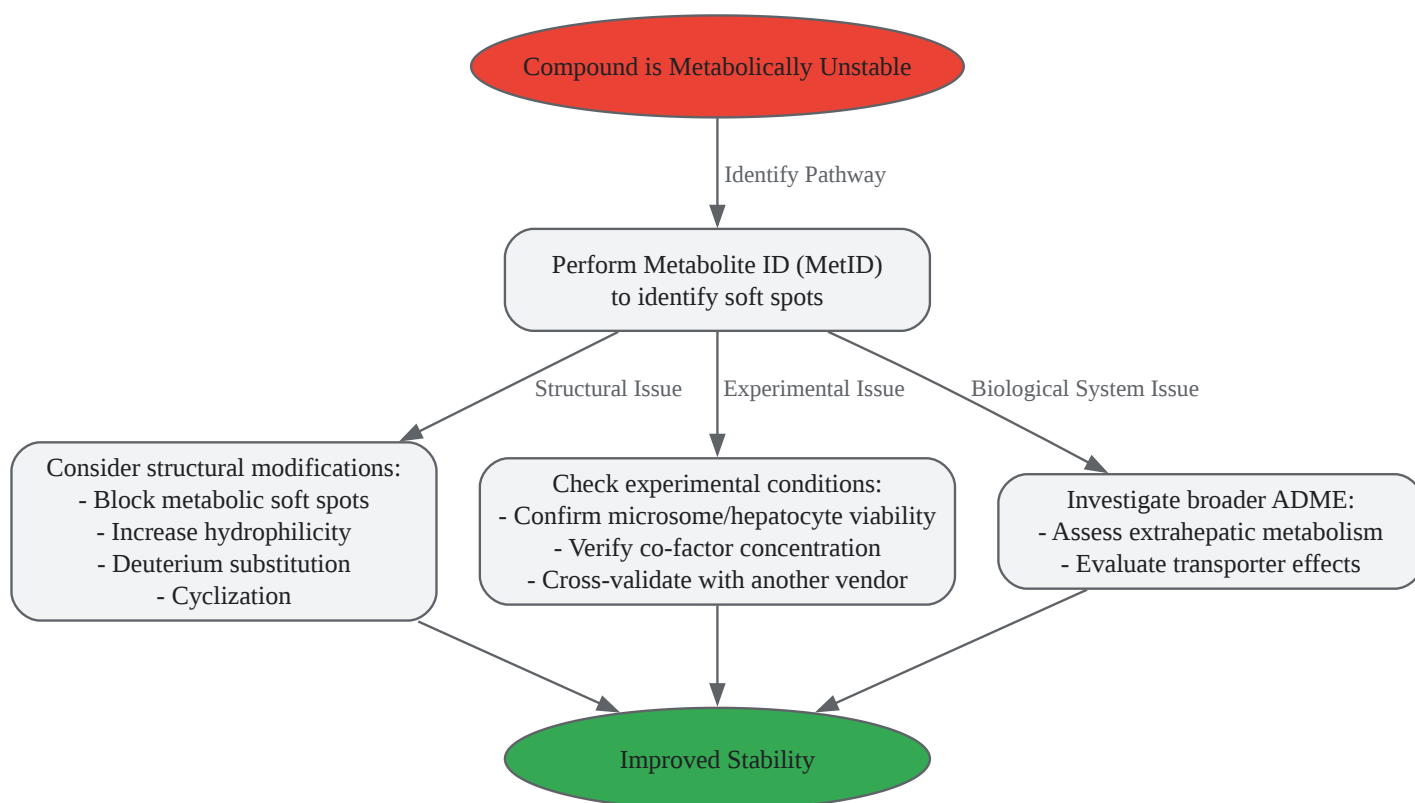 Compound is Metabolically Unstable
Identify Pathway
Perform Metabolite ID (MetID)
to identify soft spots
Structural Issue
Experimental Issue
Biological System Issue
Consider structural modifications:
- Block metabolic soft spots
- Increase hydrophilicity
- Deuterium substitution
- Cyclization
Check experimental conditions:
- Confirm microsome/hepatocyte viability
- Verify co-factor concentration
- Cross-validate with another vendor
Investigate broader ADME:
- Assess extrahepatic metabolism
- Evaluate transporter effects
Improved Stability